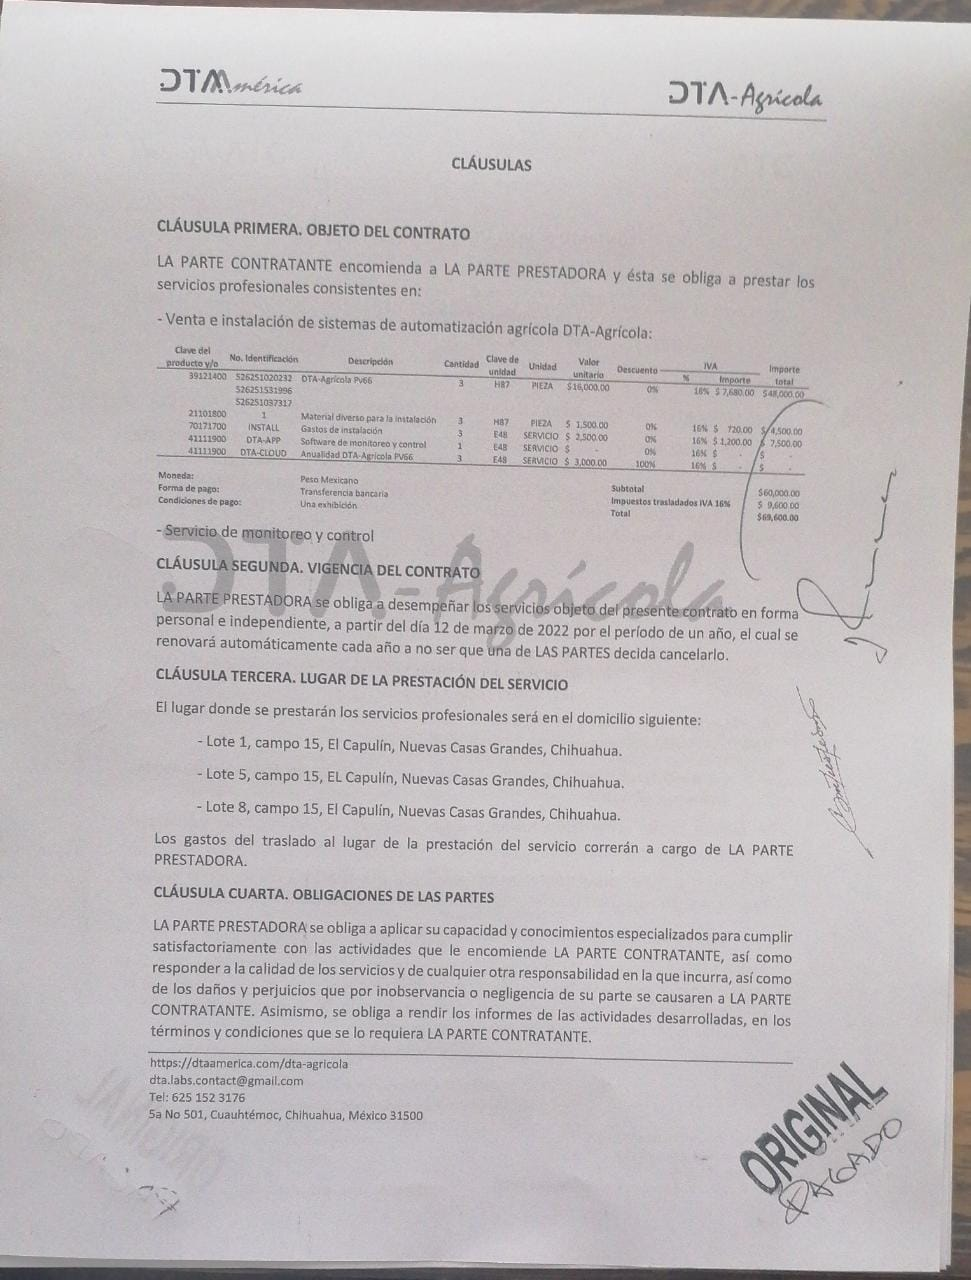 DTAmérica
DTA-Agrícola
CLÁUSULAS
CLÁUSULA PRIMERA. OBJETO DEL CONTRATO
LA PARTE CONTRATANTE encomienda a LA PARTE PRESTADORA y ésta se obliga a prestar los
servicios profesionales consistentes en:
- Venta e instalación de sistemas de automatización agrícola DTA-Agrícola:
Clave del producto y/o No. Identificación Descripción Cantidad Clave de unidad Unidad Valor unitario Descuento IVA % Importe Importe total
39121400 526251020232 DTA-Agrícola Pv66 3 H87 PIEZA $16,000.00 0% 16% $ 7,680.00 $48,000.00
526251531996
526251037317
21101800 1 Material diverso para la instalación 3 H87 PIEZA $ 1,500.00 0% 16% $ 720.00 $ 4,500.00
70171700 INSTALL Gastos de instalación 3 E48 SERVICIO $ 2,500.00 0% 16% $ 1,200.00 $ 7,500.00
41111900 DTA-APP Software de monitoreo y control 1 E48 SERVICIO $ - 0% 16% $ - $ -
41111900 DTA-CLOUD Anualidad DTA-Agrícola PV66 3 E48 SERVICIO $ 3,000.00 100% 16% $ - $ -
Moneda: Peso Mexicano Subtotal $60,000.00
Forma de pago: Transferencia bancaria Impuestos trasladados IVA 16% $ 9,600.00
Condiciones de pago: Una exhibición Total $69,600.00
- Servicio de monitoreo y control
DTA-Agrícola
CLÁUSULA SEGUNDA. VIGENCIA DEL CONTRATO
LA PARTE PRESTADORA se obliga a desempeñar los servicios objeto del presente contrato en forma
personal e independiente, a partir del día 12 de marzo de 2022 por el período de un año, el cual se
renovará automáticamente cada año a no ser que una de LAS PARTES decida cancelarlo.
CLÁUSULA TERCERA. LUGAR DE LA PRESTACIÓN DEL SERVICIO
El lugar donde se prestarán los servicios profesionales será en el domicilio siguiente:
- Lote 1, campo 15, El Capulín, Nuevas Casas Grandes, Chihuahua.
- Lote 5, campo 15, EL Capulín, Nuevas Casas Grandes, Chihuahua.
- Lote 8, campo 15, El Capulín, Nuevas Casas Grandes, Chihuahua.
Los gastos del traslado al lugar de la prestación del servicio correrán a cargo de LA PARTE
PRESTADORA.
CLÁUSULA CUARTA. OBLIGACIONES DE LAS PARTES
LA PARTE PRESTADORA se obliga a aplicar su capacidad y conocimientos especializados para cumplir
satisfactoriamente con las actividades que le encomiende LA PARTE CONTRATANTE, así como
responder a la calidad de los servicios y de cualquier otra responsabilidad en la que incurra, así como
de los daños y perjuicios que por inobservancia o negligencia de su parte se causaren a LA PARTE
CONTRATANTE. Asimismo, se obliga a rendir los informes de las actividades desarrolladas, en los
términos y condiciones que se lo requiera LA PARTE CONTRATANTE.
https://dtaamerica.com/dta-agricola
dta.labs.contact@gmail.com
Tel: 625 152 3176
5a No 501, Cuauhtémoc, Chihuahua, México 31500
ORIGINAL
PAGADO